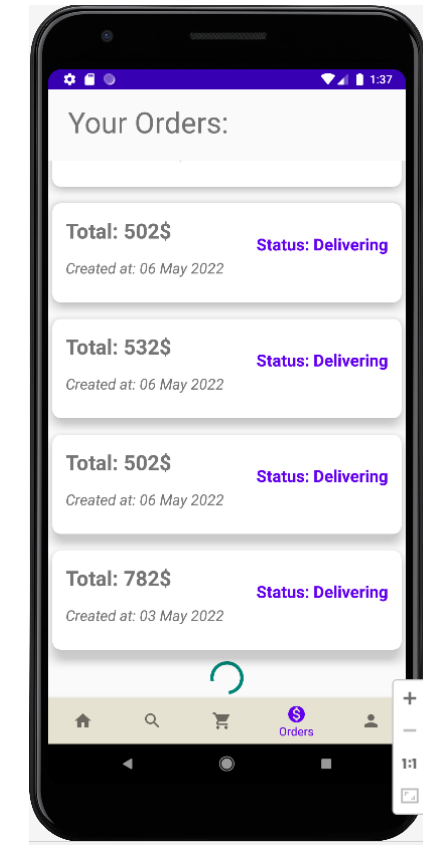 1:37
Your Orders:
Total: 502$
Status: Delivering
Created at: 06 May 2022
Total: 532$
Status: Delivering
Created at: 06 May 2022
Total: 502$
Status: Delivering
Created at: 06 May 2022
Total: 782$
Status: Delivering
Created at: 03 May 2022
Orders
1:1